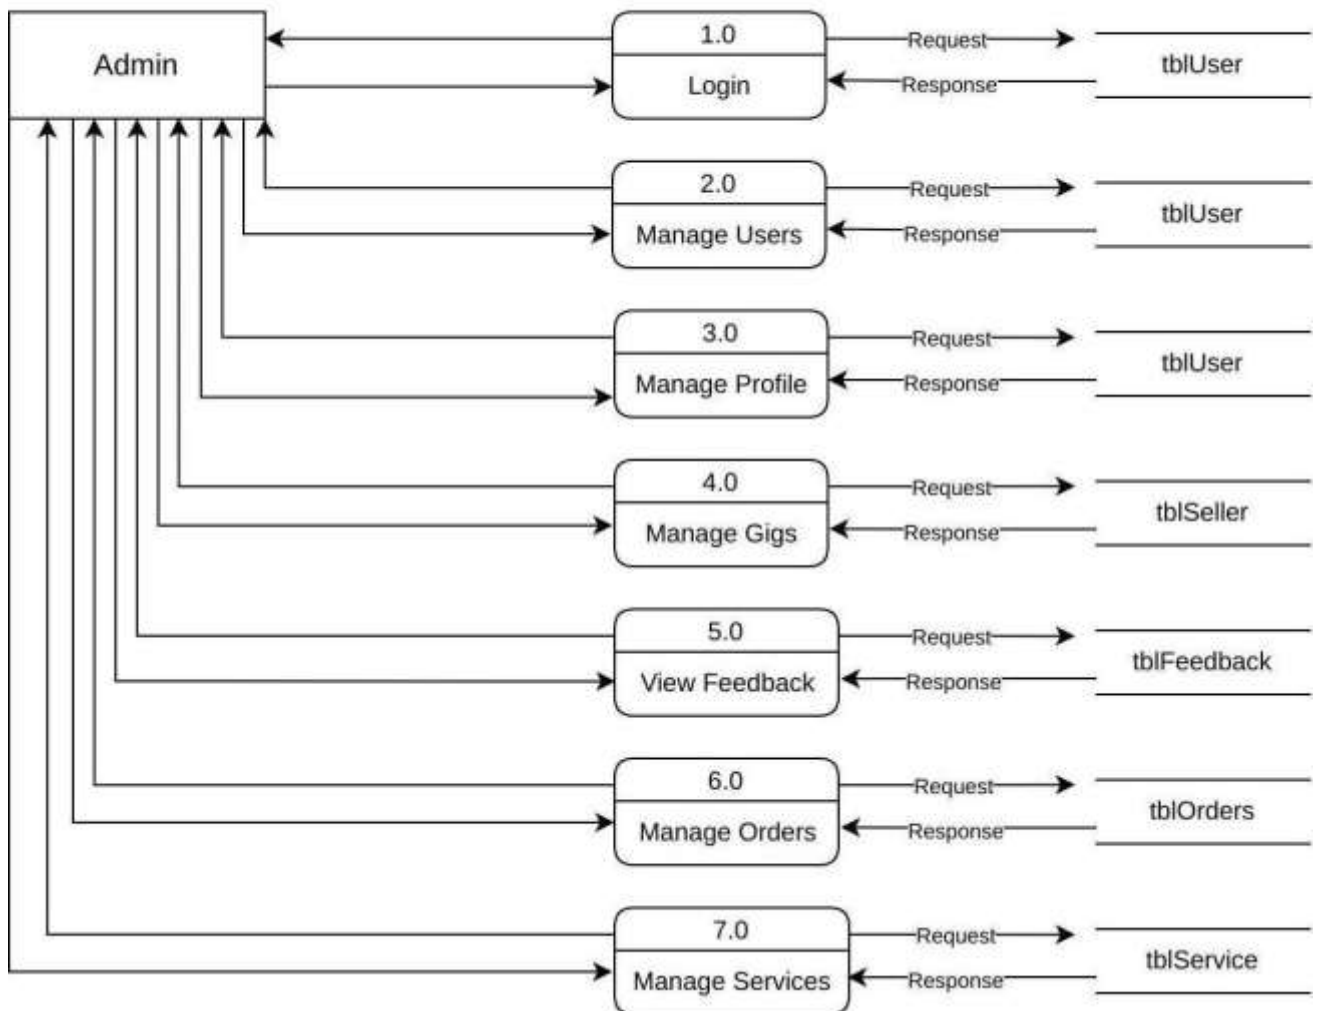 Admin
1.0
Login
Request
Response
tblUser
2.0
Manage Users
Request
Response
tblUser
3.0
Manage Profile
Request
Response
tblUser
4.0
Manage Gigs
Request
Response
tblSeller
5.0
View Feedback
Request
Response
tblFeedback
6.0
Manage Orders
Request
Response
tblOrders
7.0
Manage Services
Request
Response
tblService